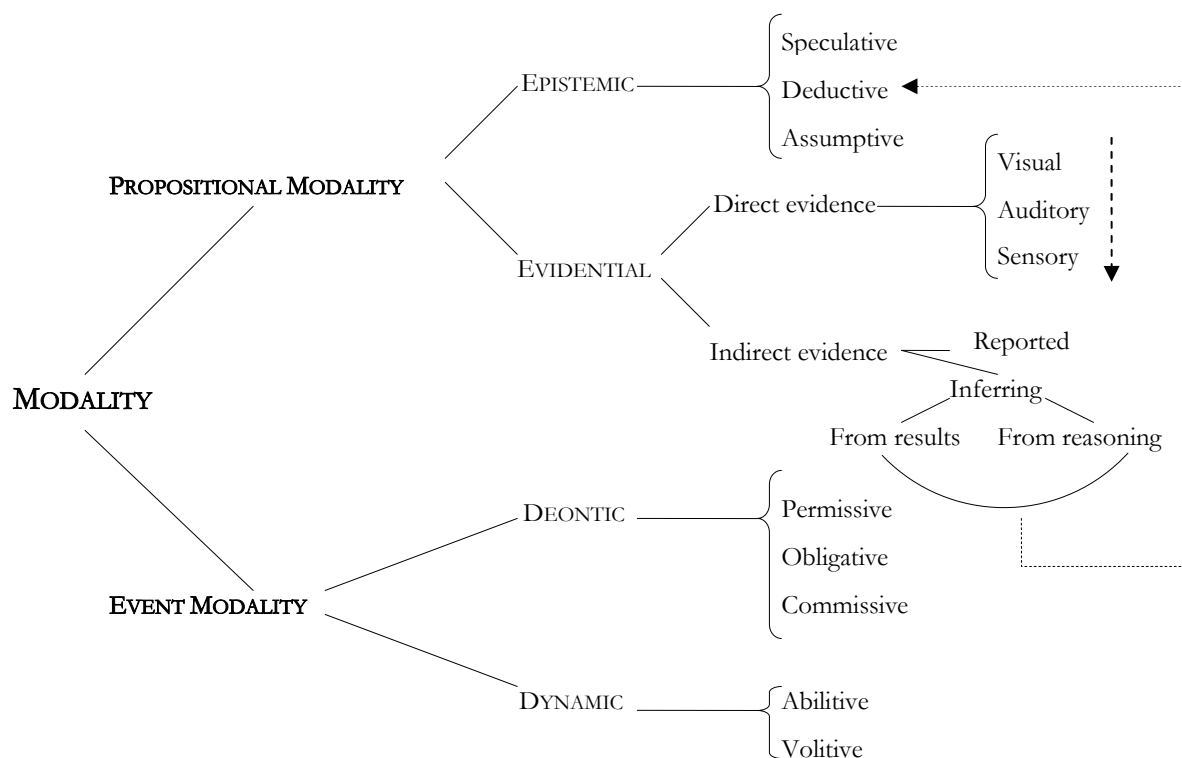 Speculative
EPISTEMIC
Deductive
Assumptive
Visual
PROPOSITIONAL MODALITY
Direct evidence
Auditory
Sensory
EVIDENTIAL
Reported
Indirect evidence
Inferring
MODALITY
From results
From reasoning
Permissive
DEONTIC
Obligative
Commissive
EVENT MODALITY
DYNAMIC
Abilitive
Volitive